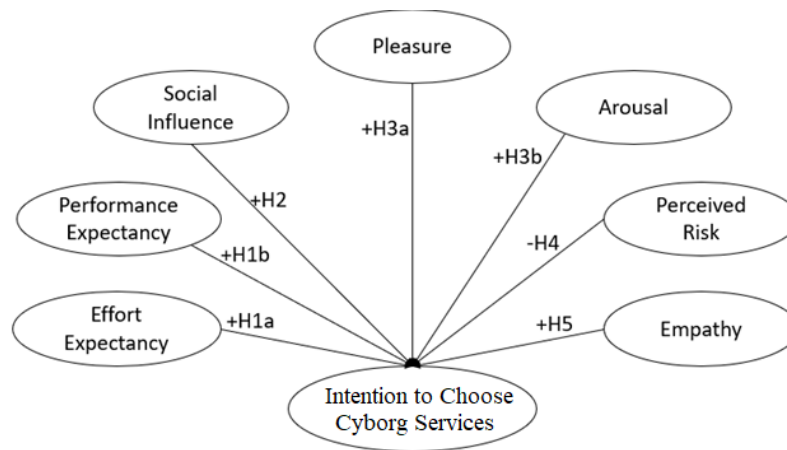 Pleasure
Social
Influence
Arousal
+H3a
+H3b
+H2
Performance
Expectancy
Perceived
Risk
+H1b
-H4
Effort
Expectancy
+H1a
+H5
Empathy
Intention to Choose
Cyborg Services